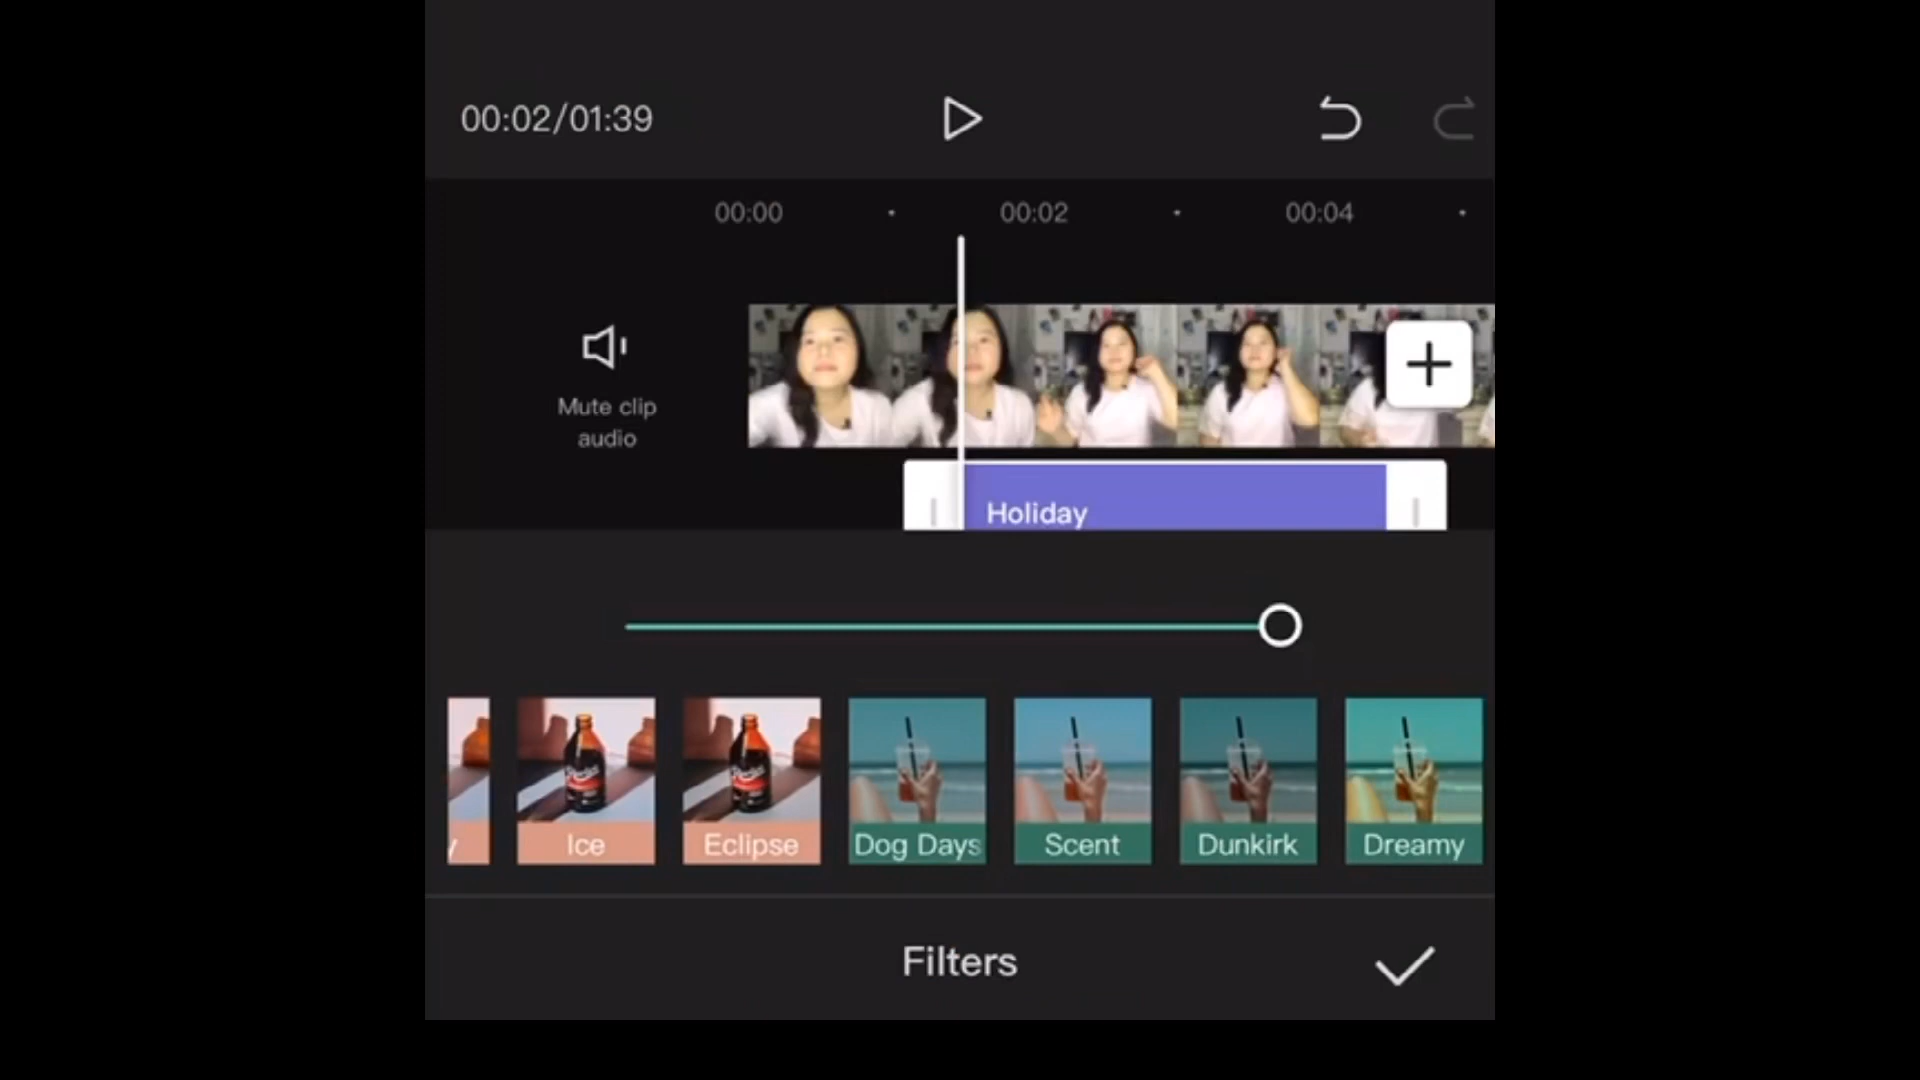 00:02/01:39
00:00
00:02
00:04
Mute clip
audio
Holiday
y
Ice
Eclipse
Dog Days
Scent
Dunkirk
Dreamy
Filters